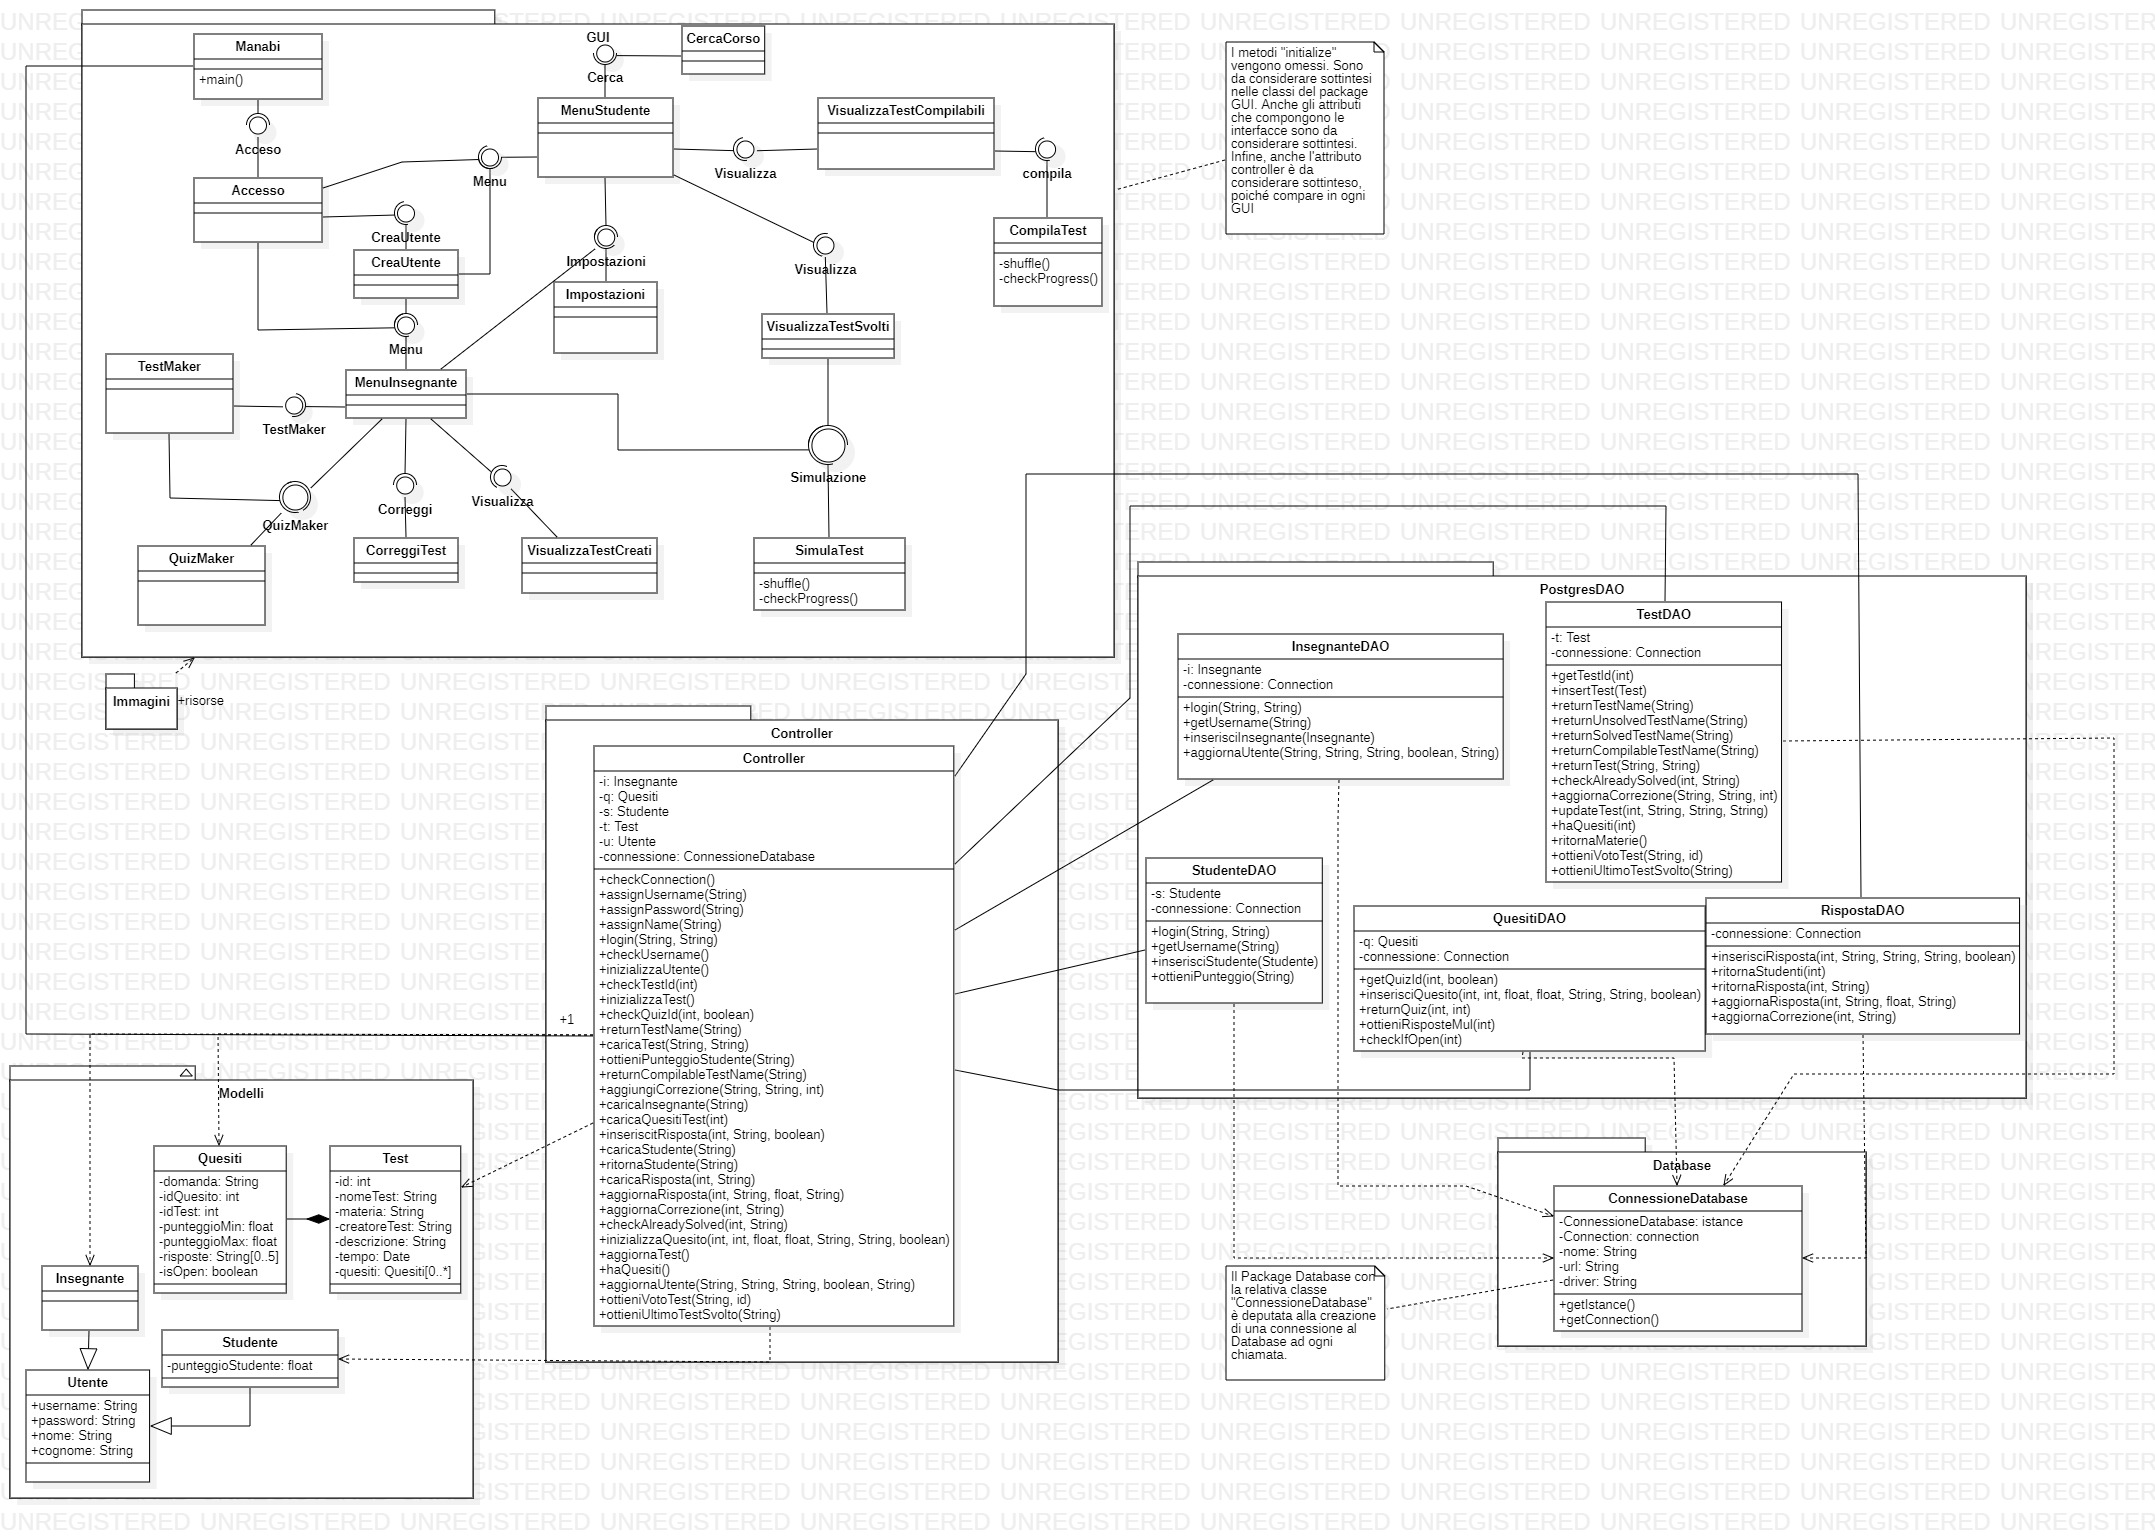 GUI
Manabi
+main()
Acceso
Accesso
CreaUtente
CreaUtente
Menu
Cerca
CercaCorso
MenuStudente
Visualizza
VisualizzaTestCompilabili
compila
CompilaTest
-shuffle()
-checkProgress()
Impostazioni
Impostazioni
Visualizza
VisualizzaTestSvolti
Menu
MenuInsegnante
TestMaker
TestMaker
QuizMaker
QuizMaker
Correggi
CorreggiTest
Visualizza
VisualizzaTestCreati
Simulazione
SimulaTest
-shuffle()
-checkProgress()
I metodi "initialize"
vengono omessi. Sono
da considerare sottintesi
nelle classi del package
GUI. Anche gli attributi
che compongono le
interfacce sono da
considerare sottintesi.
Infine, anche l'attributo
controller è da
considerare sottinteso,
poiché compare in ogni
GUI
Immagini
+risorse
Controller
Controller
-i: Insegnante
-q: Quesiti
-s: Studente
-t: Test
-u: Utente
-connessione: ConnessioneDatabase
+checkConnection()
+assignUsername(String)
+assignPassword(String)
+assignName(String)
+login(String, String)
+checkUsername()
+inizializzaUtente()
+checkTestId(int)
+inizializzaTest()
+checkQuizId(int, boolean)
+returnTestName(String)
+caricaTest(String, String)
+ottieniPunteggioStudente(String)
+returnCompilableTestName(String)
+aggiungiCorrezione(String, String, int)
+caricaInsegnante(String)
+caricaQuesitiTest(int)
+inseriscitRisposta(int, String, boolean)
+caricaStudente(String)
+ritornaStudente(String)
+caricaRisposta(int, String)
+aggiornaRisposta(int, String, float, String)
+aggiornaCorrezione(int, String)
+checkAlreadySolved(int, String)
+inizializzaQuesito(int, int, float, float, String, String, boolean)
+aggiornaTest()
+haQuesiti()
+aggiornaUtente(String, String, String, boolean, String)
+ottieniVotoTest(String, id)
+ottieniUltimoTestSvolto(String)
+1
PostgresDAO
InsegnanteDAO
-i: Insegnante
-connessione: Connection
+login(String, String)
+getUsername(String)
+inserisciInsegnante(Insegnante)
+aggiornaUtente(String, String, String, boolean, String)
TestDAO
-t: Test
-connessione: Connection
+getTestId(int)
+insertTest(Test)
+returnTestName(String)
+returnUnsolvedTestName(String)
+returnSolvedTestName(String)
+returnCompilableTestName(String)
+returnTest(String, String)
+checkAlreadySolved(int, String)
+aggiornaCorrezione(String, String, int)
+updateTest(int, String, String, String)
+haQuesiti(int)
+ritornaMaterie()
+ottieniVotoTest(String, id)
+ottieniUltimoTestSvolto(String)
StudenteDAO
-s: Studente
-connessione: Connection
+login(String, String)
+getUsername(String)
+inserisciStudente(Studente)
+ottieniPunteggio(String)
QuesitiDAO
-q: Quesiti
-connessione: Connection
+getQuizId(int, boolean)
+inserisciQuesito(int, int, float, float, String, String, boolean)
+returnQuiz(int, int)
+ottieniRisposteMul(int)
+checkIfOpen(int)
RispostaDAO
-connessione: Connection
+inserisciRisposta(int, String, String, String, boolean)
+ritornaStudenti(int)
+ritornaRisposta(int, String)
+aggiornaRisposta(int, String, float, String)
+aggiornaCorrezione(int, String)
Modelli
Quesiti
-domanda: String
-idQuesito: int
-idTest: int
-punteggioMin: float
-punteggioMax: float
-risposte: String[0..5]
-isOpen: boolean
Test
-id: int
-nomeTest: String
-materia: String
-creatoreTest: String
-descrizione: String
-tempo: Date
-quesiti: Quesiti[0..*]
Insegnante
Studente
-punteggioStudente: float
Utente
+username: String
+password: String
+nome: String
+cognome: String
Database
ConnessioneDatabase
-ConnessioneDatabase: istance
-Connection: connection
-nome: String
-url: String
-driver: String
+getIstance()
+getConnection()
Il Package Database con
la relativa classe
"ConnessioneDatabase"
è deputata alla creazione
di una connessione al
Database ad ogni
chiamata.